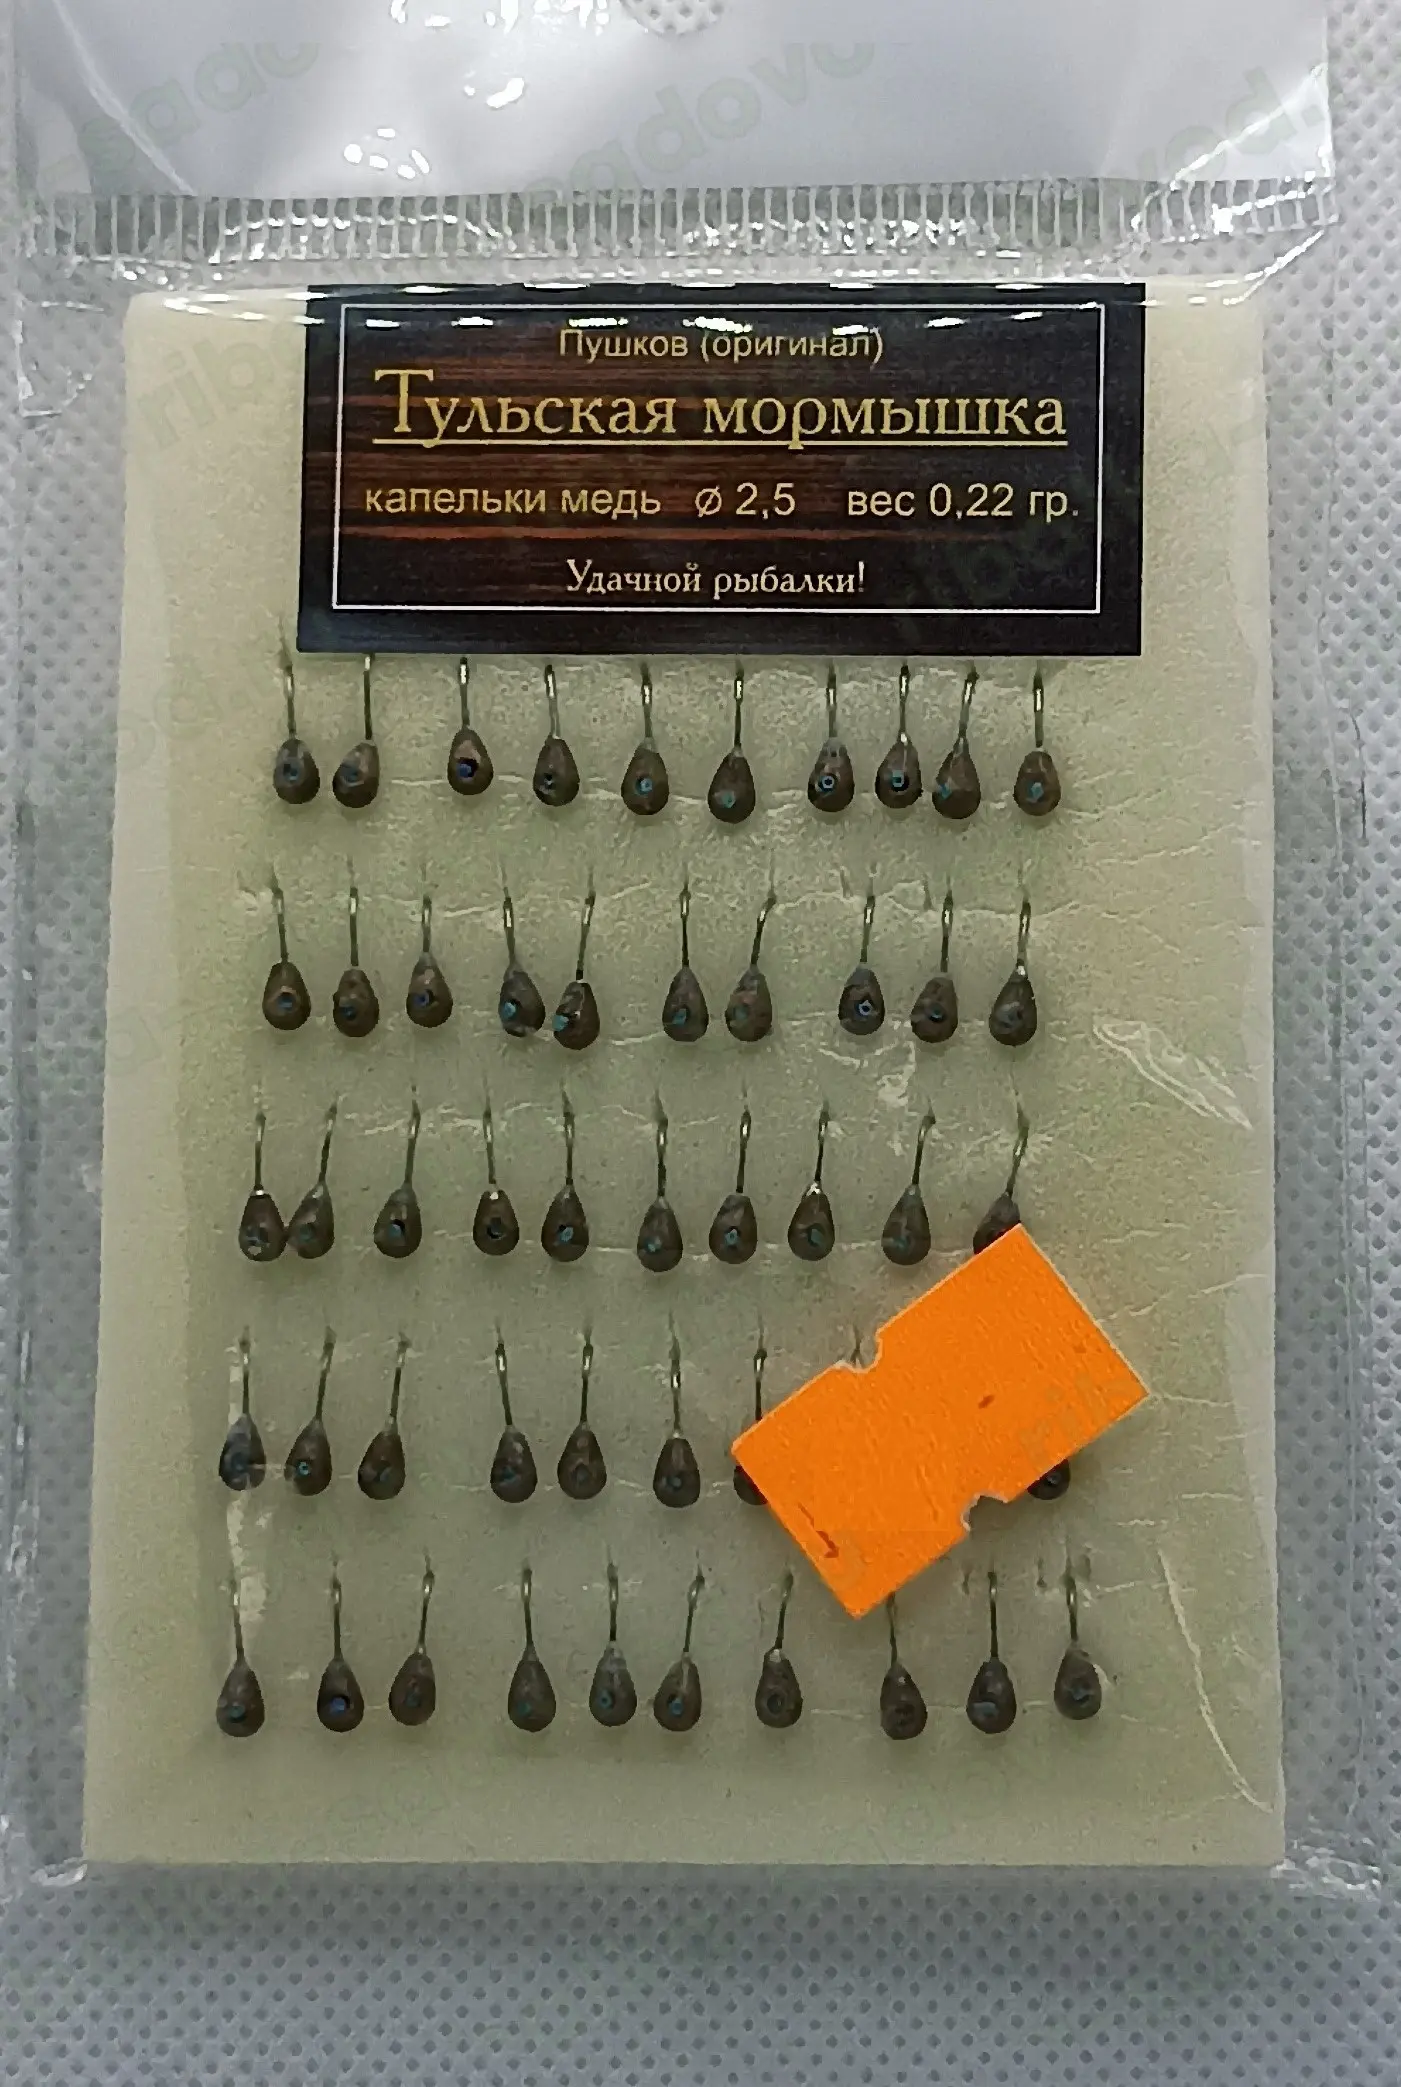 Пушков (оригинал)
Тульская мормышка
капельки медь ⌀ 2,5 вес 0,22 гр.
Удачной рыбалки!